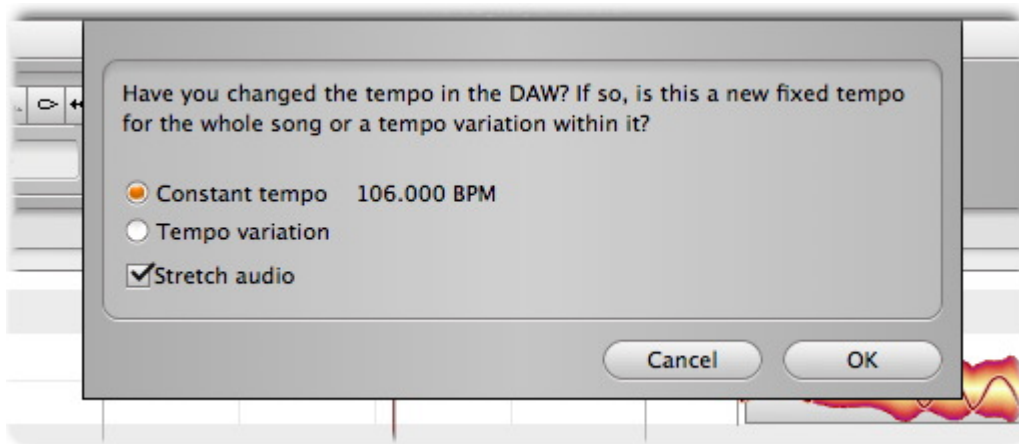 Have you changed the tempo in the DAW? If so, is this a new fixed tempo
for the whole song or a tempo variation within it?
Constant tempo 106.000 BPM
Tempo variation
Stretch audio
Cancel OK